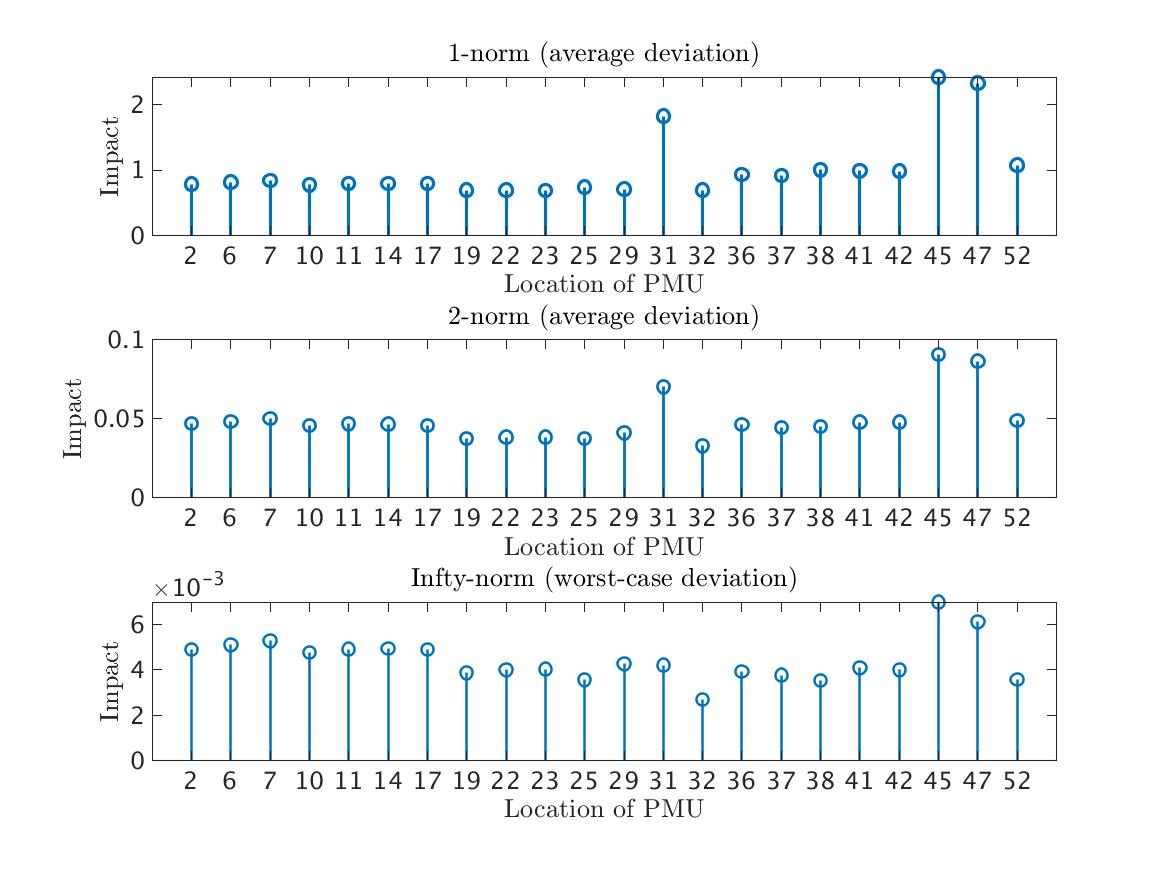 1-norm (average deviation)
2
1
0
Impact
2 6 7 10 11 14 17 19 22 23 25 29 31 32 36 37 38 41 42 45 47 52
Location of PMU
2-norm (average deviation)
0.1
0.05
0
Impact
2 6 7 10 11 14 17 19 22 23 25 29 31 32 36 37 38 41 42 45 47 52
Location of PMU
Infty-norm (worst-case deviation)
×10⁻³
6
4
2
0
Impact
2 6 7 10 11 14 17 19 22 23 25 29 31 32 36 37 38 41 42 45 47 52
Location of PMU